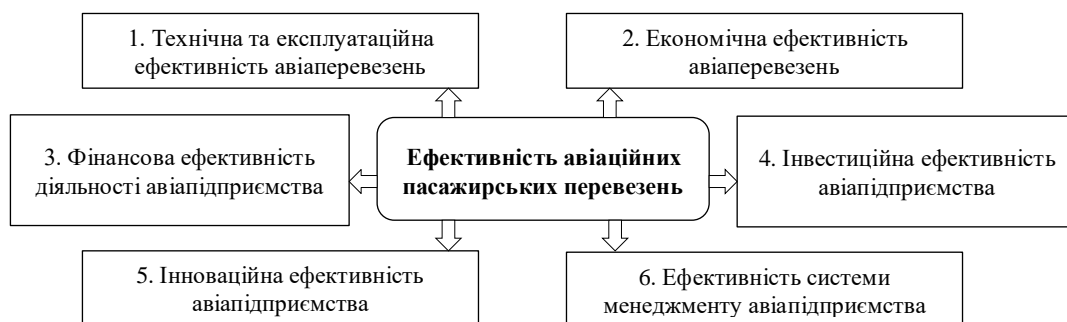 1. Технічна та експлуатаційна
ефективність авіаперевезень
2. Економічна ефективність
авіаперевезень
3. Фінансова ефективність
діяльності авіапідприємства
Ефективність авіаційних
пасажирських перевезень
4. Інвестиційна ефективність
авіапідприємства
5. Інноваційна ефективність
авіапідприємства
6. Ефективність системи
менеджменту авіапідприємства